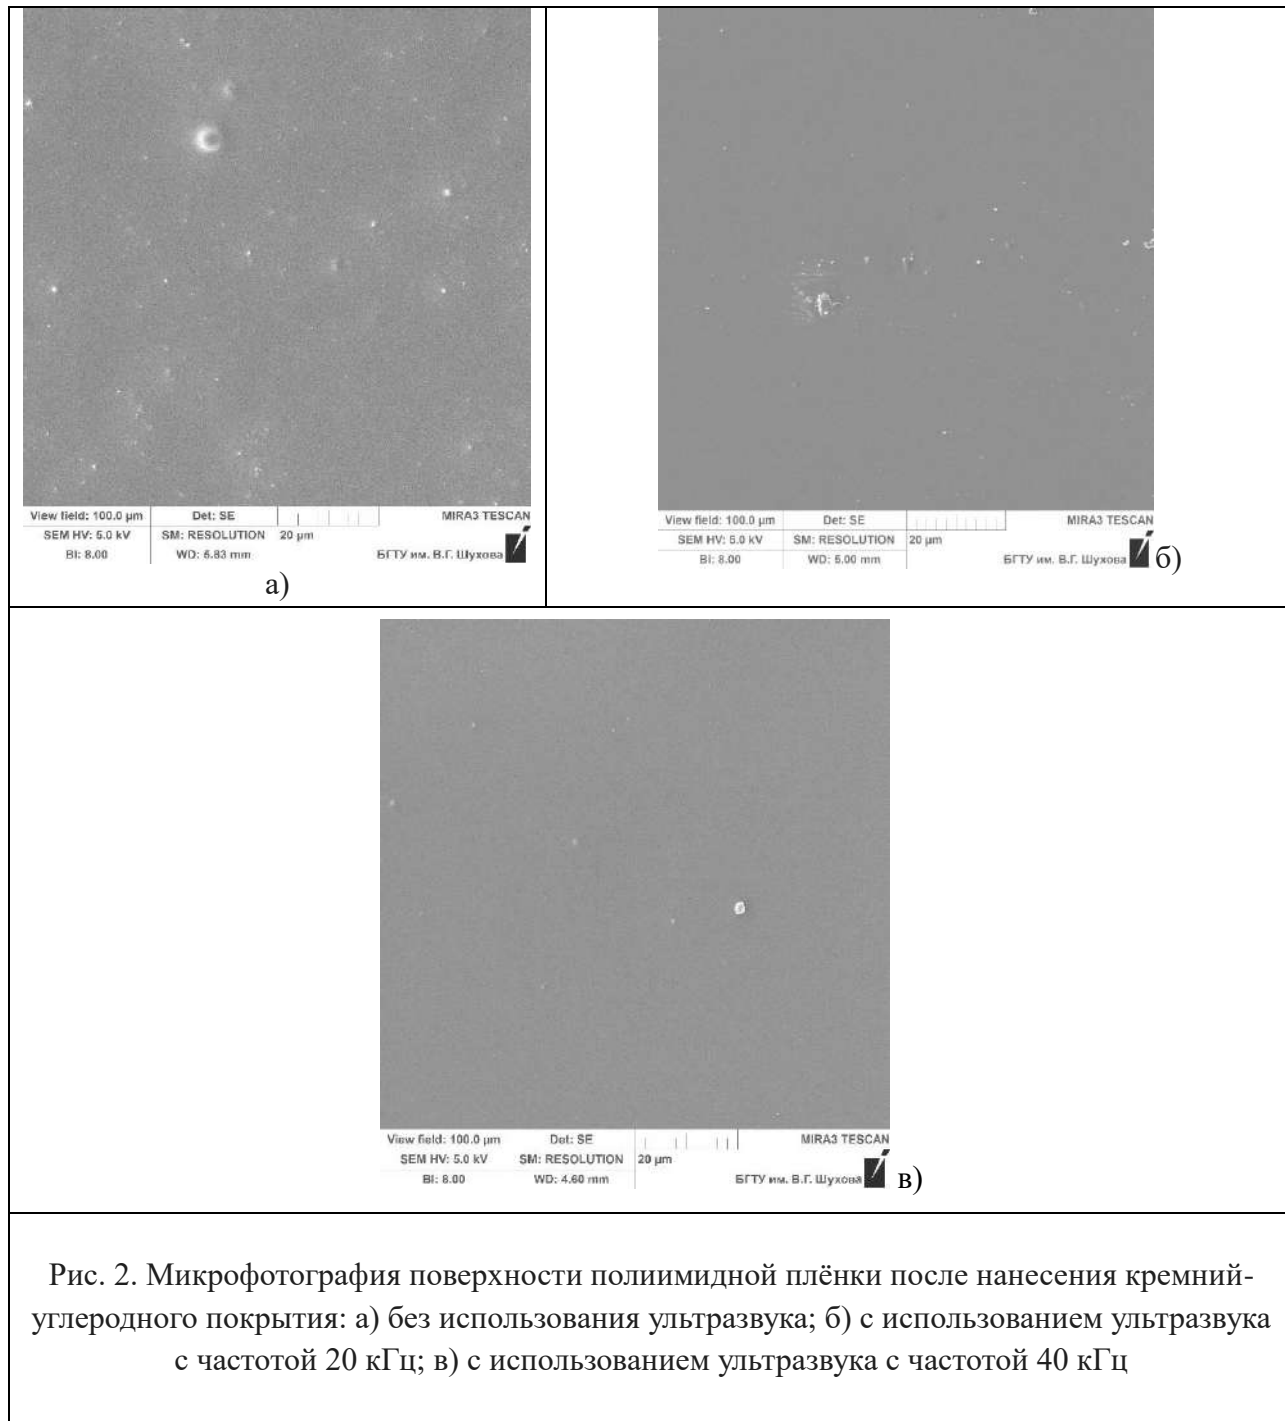 View field: 100.0 µm Det: SE MIRA3 TESCAN
SEM HV: 5.0 kV SM: RESOLUTION 20 µm
BI: 8.00 WD: 5.83 mm БГТУ им. В.Г. Шухова
а)
View field: 100.0 µm Det: SE MIRA3 TESCAN
SEM HV: 5.0 kV SM: RESOLUTION 20 µm
BI: 8.00 WD: 5.00 mm БГТУ им. В.Г. Шухова
б)
View field: 100.0 µm Det: SE MIRA3 TESCAN
SEM HV: 5.0 kV SM: RESOLUTION 20 µm
BI: 8.00 WD: 4.60 mm БГТУ им. В.Г. Шухова
в)
Рис. 2. Микрофотография поверхности полиимидной плёнки после нанесения кремний-
углеродного покрытия: а) без использования ультразвука; б) с использованием ультразвука
с частотой 20 кГц; в) с использованием ультразвука с частотой 40 кГц